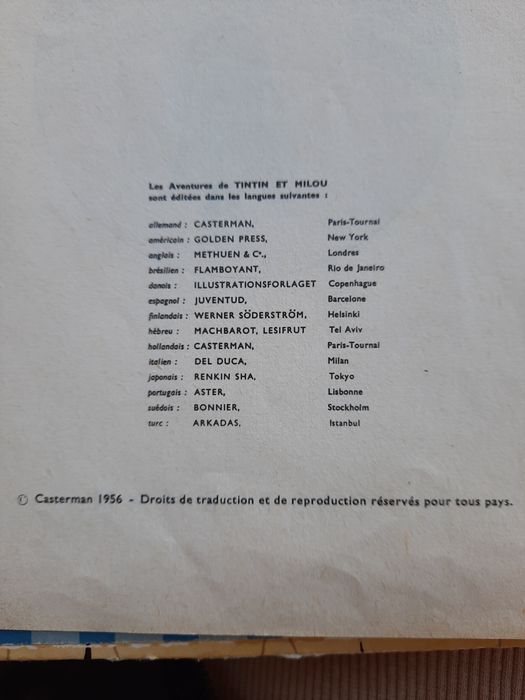 Les Aventures de TINTIN ET MILOU
sont éditées dans les langues suivantes :
allemand : CASTERMAN, Paris-Tournai
américain : GOLDEN PRESS, New York
anglais : METHUEN & Co., Londres
brésilien : FLAMBOYANT, Rio de Janeiro
danois : ILLUSTRATIONSFORLAGET Copenhague
espagnol : JUVENTUD, Barcelone
finlandais : WERNER SÖDERSTRÖM, Helsinki
hébreu : MACHBAROT, LESIFRUT Tel Aviv
hollandais : CASTERMAN, Paris-Tournai
italien : DEL DUCA, Milan
japonais : RENKIN SHA, Tokyo
portugais : ASTER, Lisbonne
suédois : BONNIER, Stockholm
turc : ARKADAS, Istanbul
© Casterman 1956 - Droits de traduction et de reproduction réservés pour tous pays.